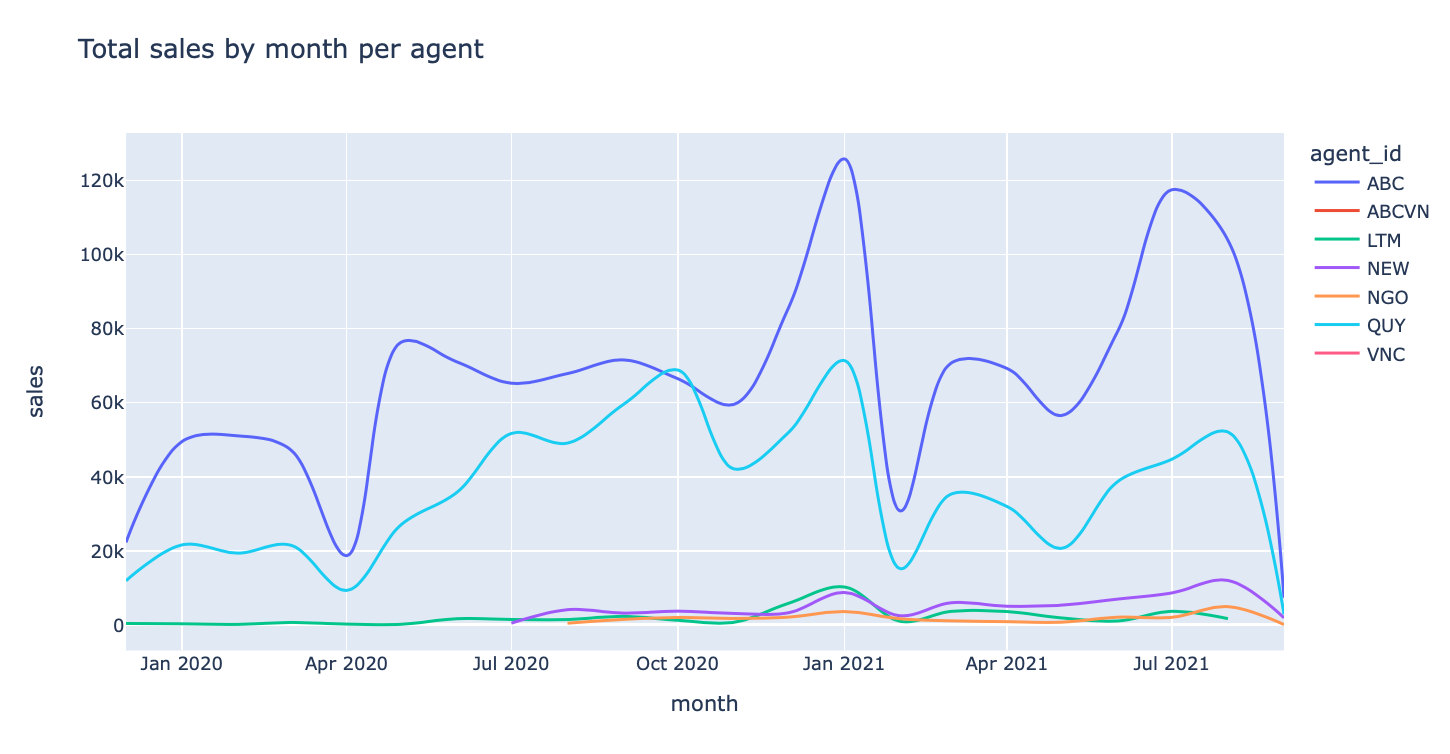 Total sales by month per agent
sales
120k
100k
80k
60k
40k
20k
0
Jan 2020 Apr 2020 Jul 2020 Oct 2020 Jan 2021 Apr 2021 Jul 2021
month
agent_id
ABC
ABCVN
LTM
NEW
NGO
QUY
VNC